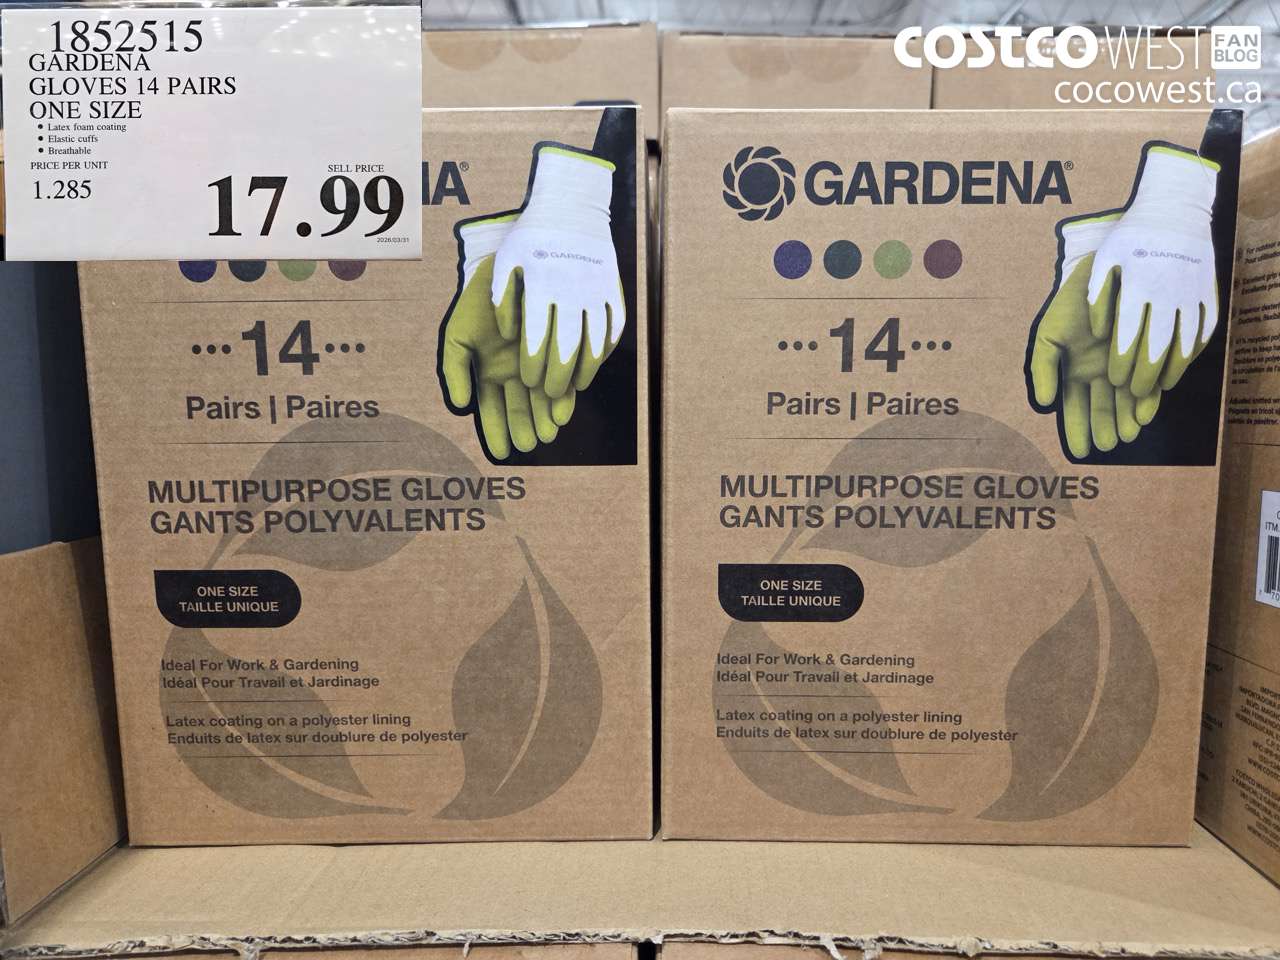 1852515
GARDENA
GLOVES 14 PAIRS
ONE SIZE
• Latex foam coating
• Elastic cuffs
• Breathable
PRICE PER UNIT
1.285
SELL PRICE
17.99
2026/03/31
COSTCO WEST FAN BLOG
cocowest.ca
NA®
•••14•••
Pairs | Paires
MULTIPURPOSE GLOVES
GANTS POLYVALENTS
ONE SIZE
TAILLE UNIQUE
Ideal For Work & Gardening
Idéal Pour Travail et Jardinage
Latex coating on a polyester lining
Enduits de latex sur doublure de polyester
GARDENA
GARDENA®
•••14•••
Pairs | Paires
MULTIPURPOSE GLOVES
GANTS POLYVALENTS
ONE SIZE
TAILLE UNIQUE
Ideal For Work & Gardening
Idéal Pour Travail et Jardinage
Latex coating on a polyester lining
Enduits de latex sur doublure de polyester
GARDENA